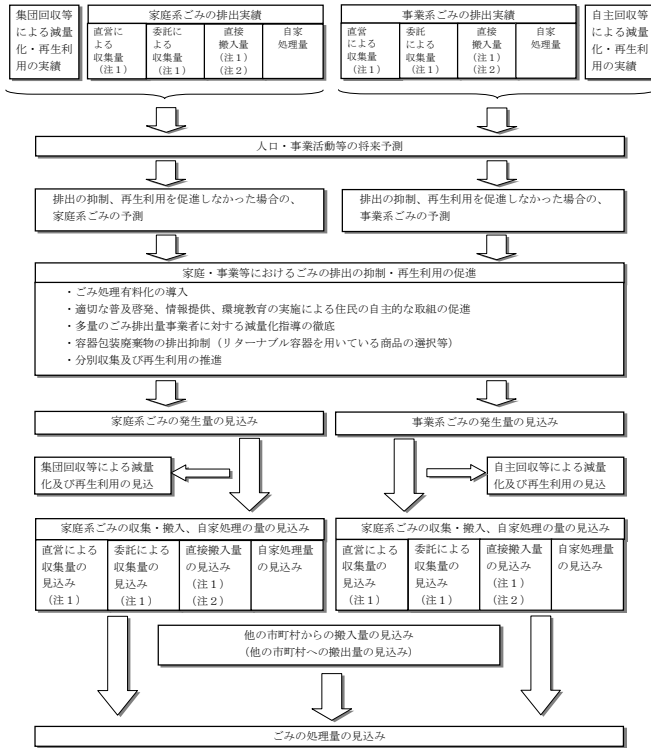 集団回収等
による減量
化・再生利
用の実績
家庭系ごみの排出実績
直営に
よる
収集量
(注1)
委託に
よる
収集量
(注1)
直接
搬入量
(注1)
(注2)
自家
処理量
事業系ごみの排出実績
直営
による
収集量
(注1)
委託
による
収集量
(注1)
直接
搬入量
(注1)
(注2)
自家
処理量
自主回収等
による減量
化・再生利
用の実績
人口・事業活動等の将来予測
排出の抑制、再生利用を促進しなかった場合の、
家庭系ごみの予測
排出の抑制、再生利用を促進しなかった場合の、
事業系ごみの予測
家庭・事業等におけるごみの排出の抑制・再生利用の促進
・ごみ処理有料化の導入
・適切な普及啓発、情報提供、環境教育の実施による住民の自主的な取組の促進
・多量のごみ排出量事業者に対する減量化指導の徹底
・容器包装廃棄物の排出抑制(リターナブル容器を用いている商品の選択等)
・分別収集及び再生利用の推進
家庭系ごみの発生量の見込み
事業系ごみの発生量の見込み
集団回収等による減量
化及び再生利用の見込
自主回収等による減量
化及び再生利用の見込
家庭系ごみの収集・搬入、自家処理の量の見込み
直営による
収集量の
見込み
(注1)
委託による
収集量の
見込み
(注1)
直接搬入量
の見込み
(注1)
(注2)
自家処理量
の見込み
家庭系ごみの収集・搬入、自家処理の量の見込み
直営による
収集量の
見込み
(注1)
委託による
収集量の
見込み
(注1)
直接搬入量
の見込み
(注1)
(注2)
自家処理量
の見込み
他の市町村からの搬入量の見込み
(他の市町村への搬出量の見込み)
ごみの処理量の見込み